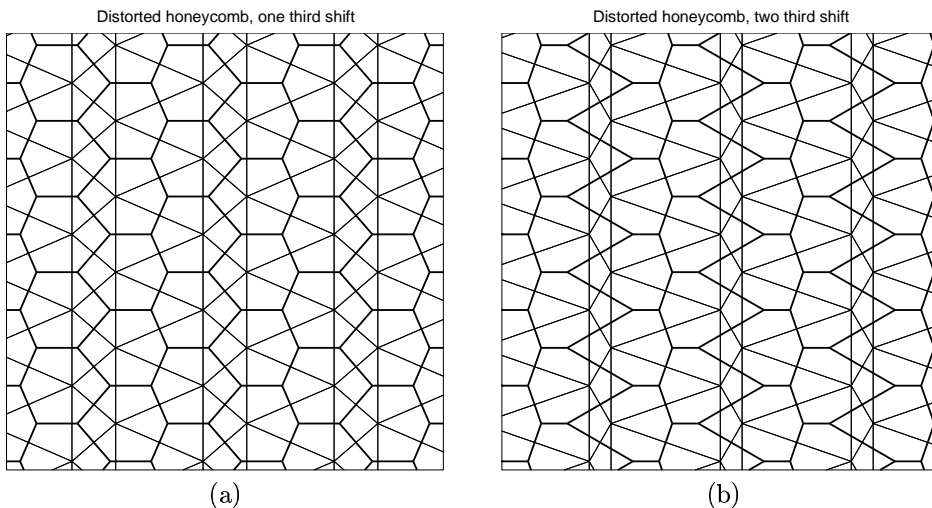 Distorted honeycomb, one third shift
Distorted honeycomb, two third shift
(a)
(b)